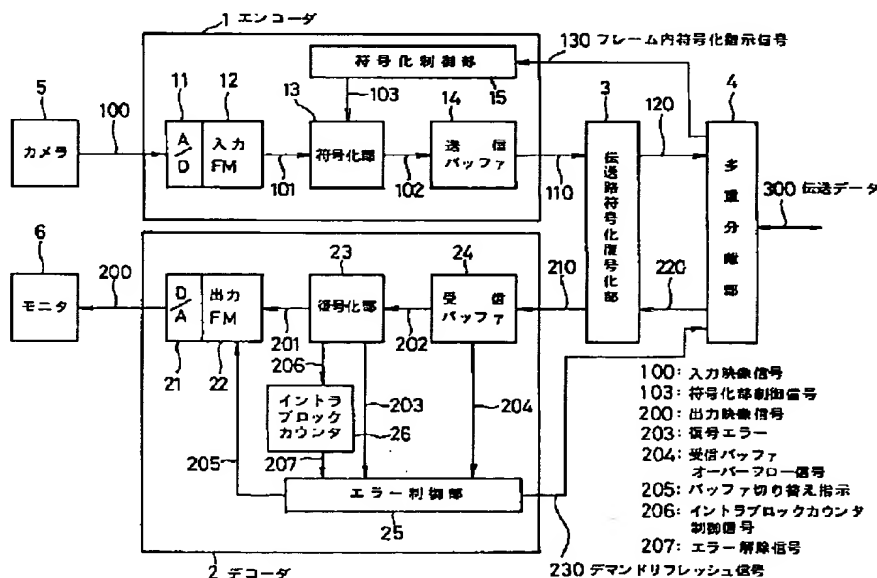 1 エンコーダ
130 フレーム内符号化指示信号
符号化制御部
15
103
5
カメラ
100
11
A/D
12
入力
FM
101
13
符号化部
102
14
送信
バッファ
110
3
伝送路符号化復号化部
120
4
多重分離部
300 伝送データ
6
モニタ
200
D/A
21
出力
FM
22
201
23
復号化部
202
24
受信
バッファ
210
220
206
203
204
イントラ
ブロック
カウンタ
26
205
207
エラー制御部
25
2 デコーダ
230 デマンドリフレッシュ信号
100:入力映像信号
103:符号化部制御信号
200:出力映像信号
203:復号エラー
204:受信バッファ
オーバーフロー信号
205:バッファ切り替え指示
206:イントラブロックカウンタ
制御信号
207:エラー解除信号